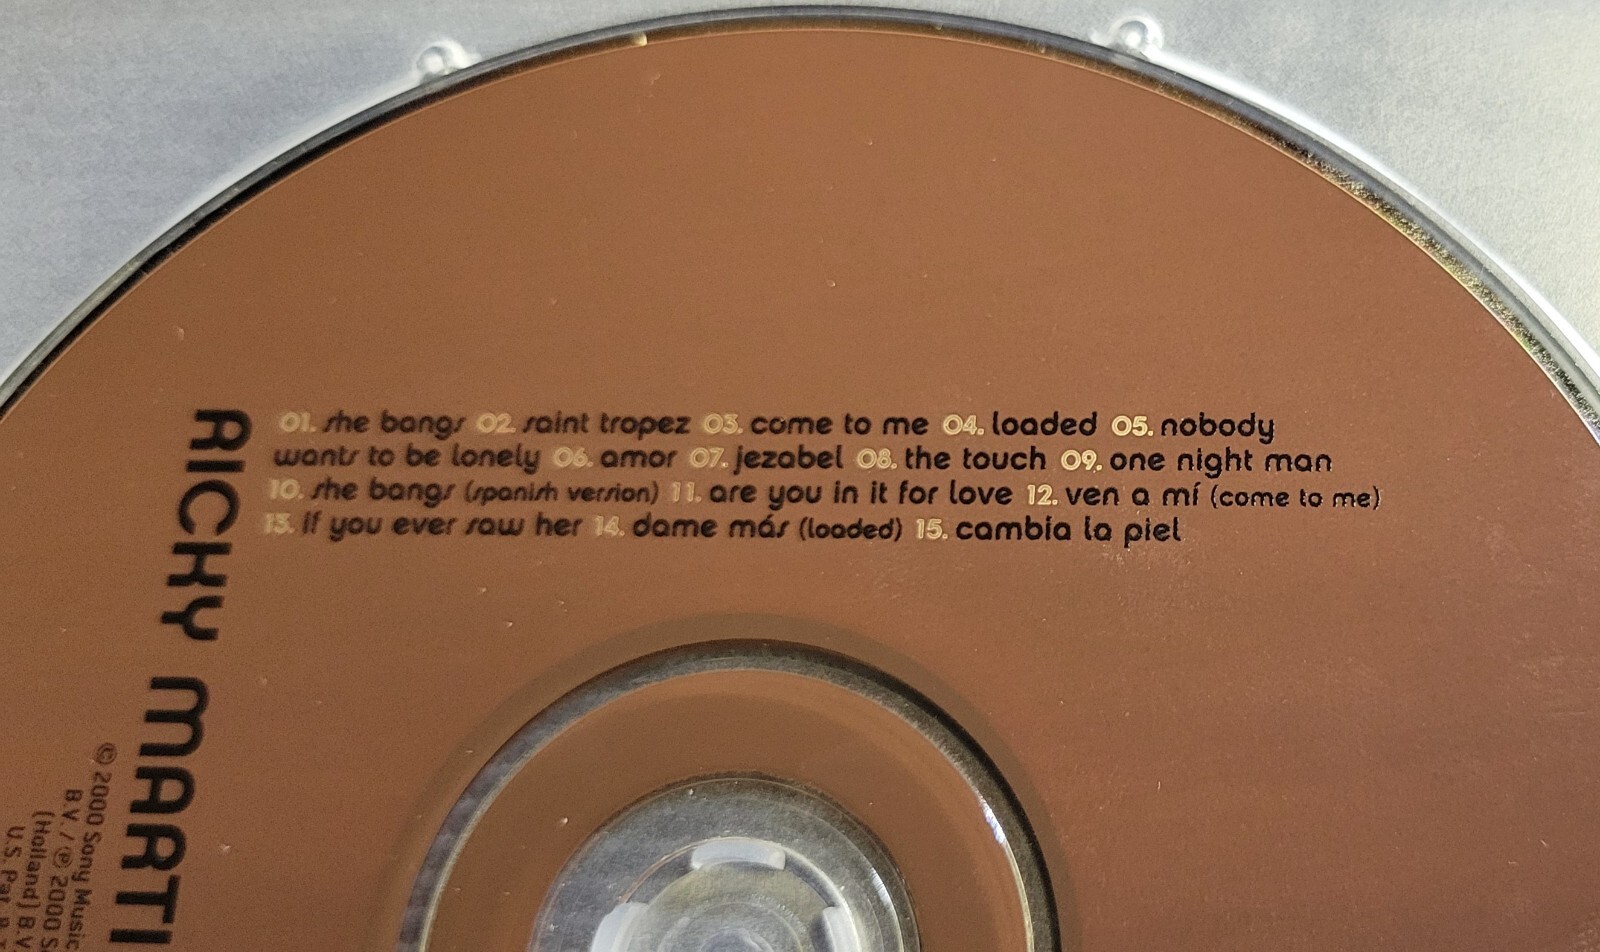 01. she bangs 02. saint tropez 03. come to me 04. loaded 05. nobody
wants to be lonely 06. amor 07. jezabel 08. the touch 09. one night man
10. she bangs (spanish version) 11. are you in it for love 12. ven a mí (come to me)
13. if you ever saw her 14. dame más (loaded) 15. cambia la piel
RICKY MARTI
© 2000 Sony Music
B.V. / ℗ 2000 S
(Holland) B.V
U.S. Pat.